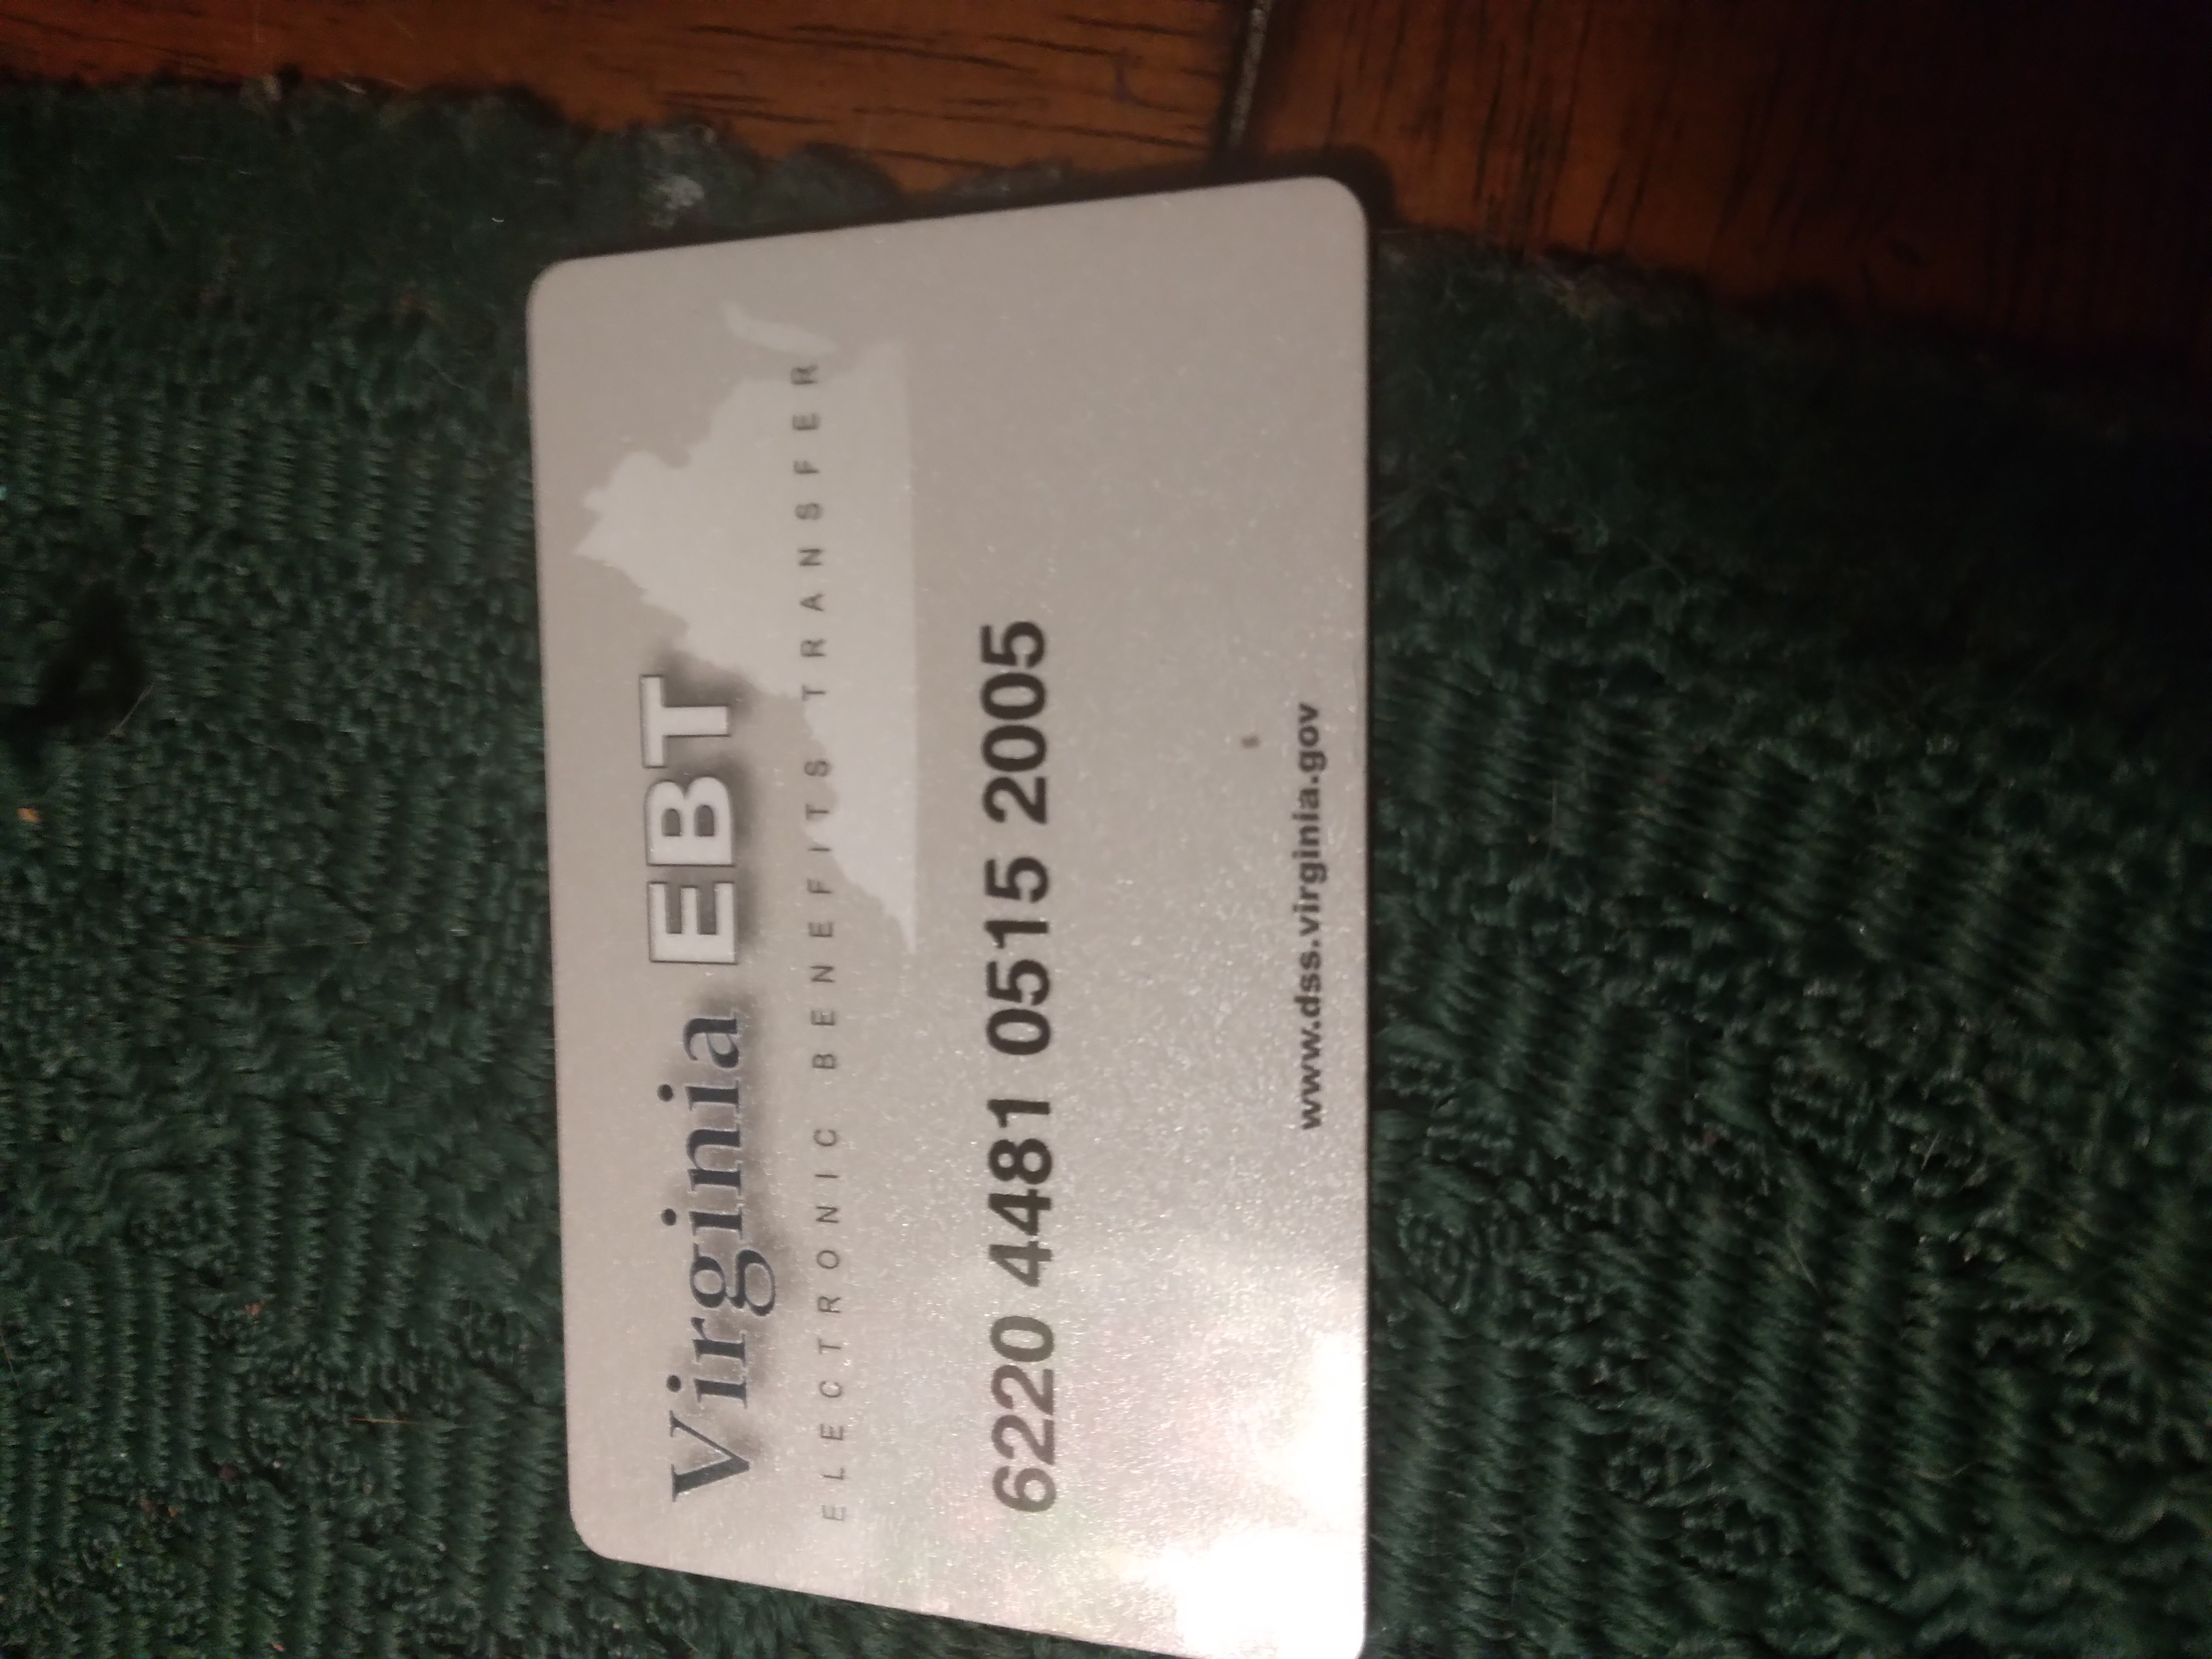 Virginia EBT
ELECTRONIC BENEFITS TRANSFER
6220 4481 0515 2005
www.dss.virginia.gov